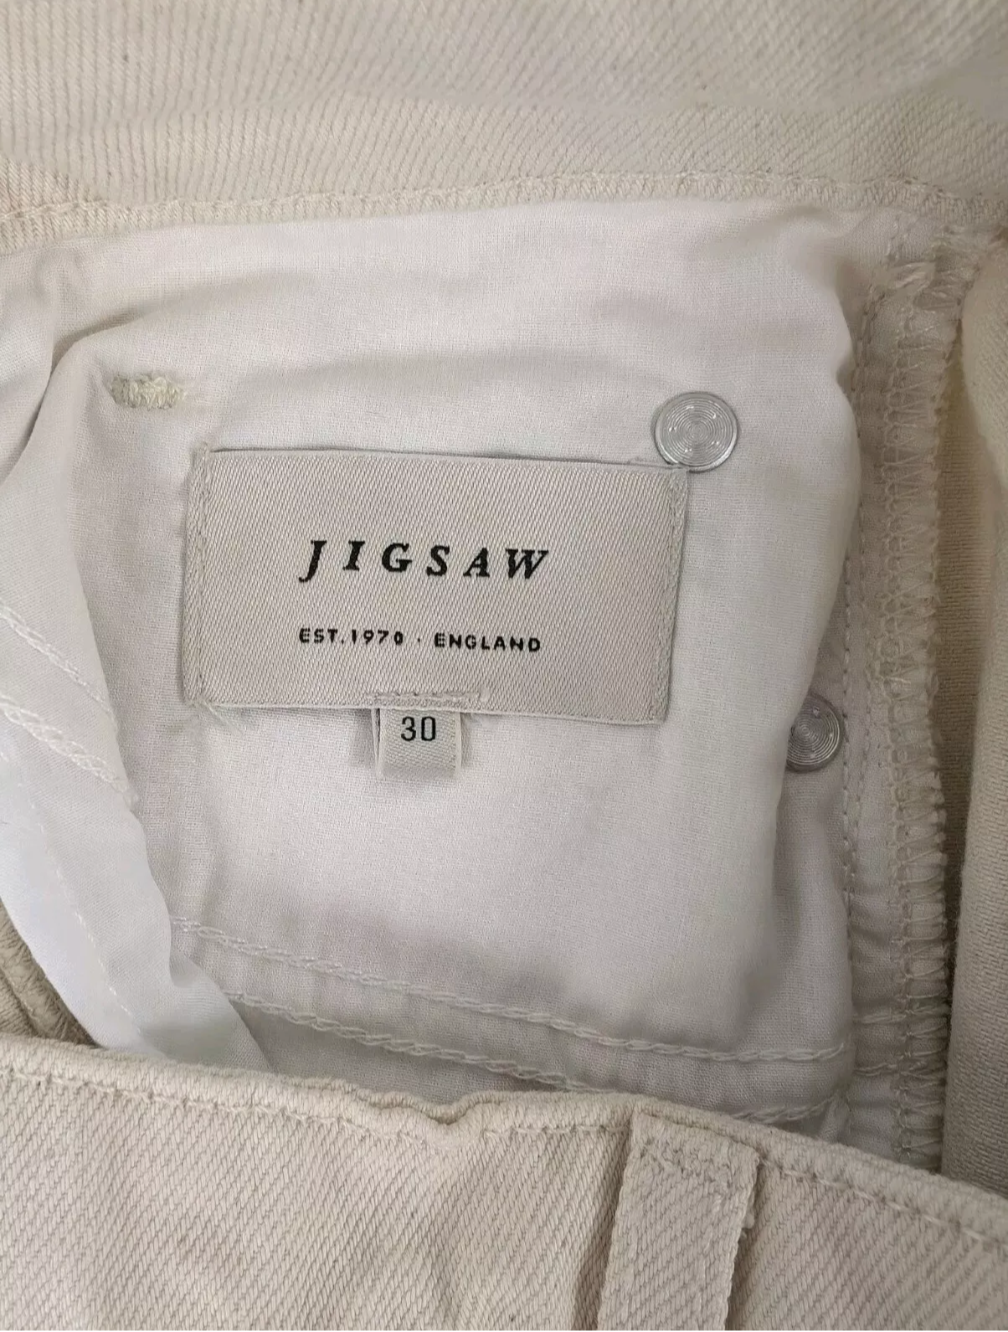 JIGSAW
EST.1970 · ENGLAND
30